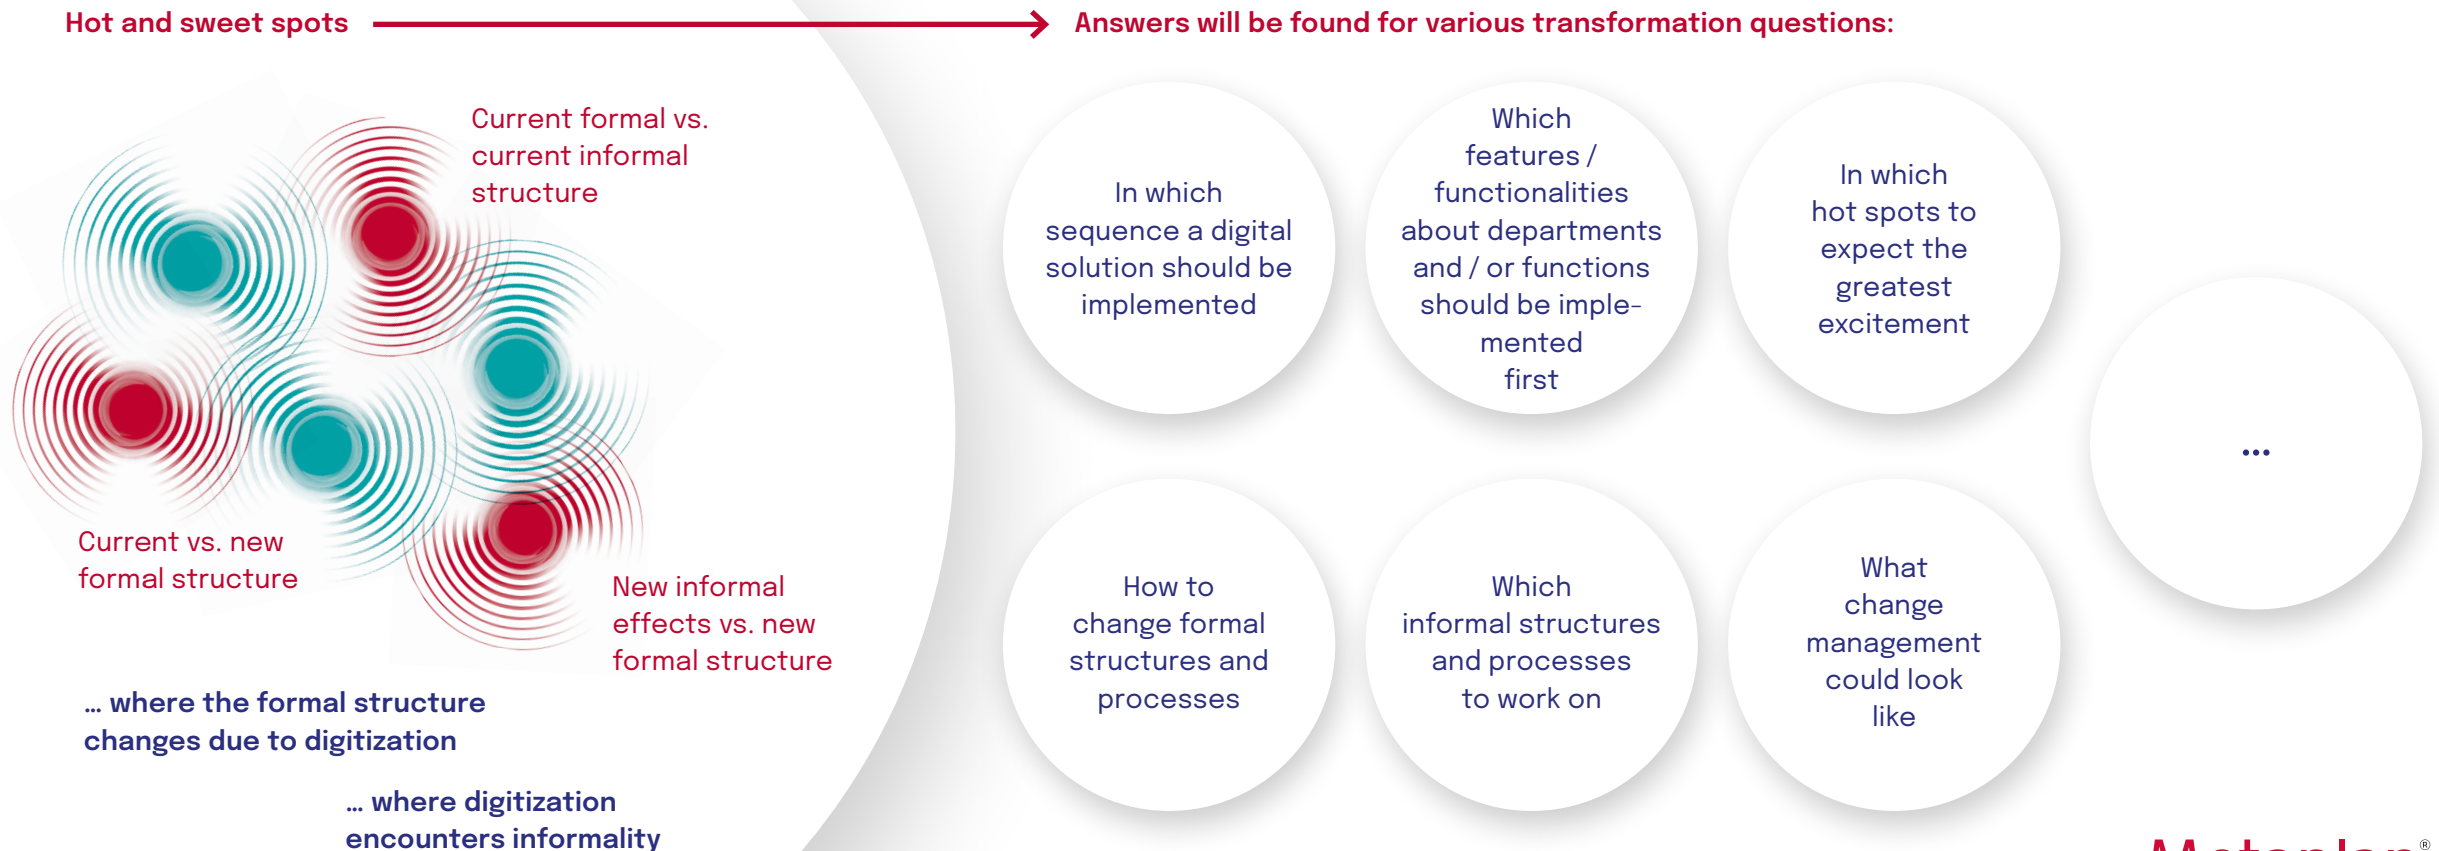 Hot and sweet spots
Answers will be found for various transformation questions:
Current formal vs.
current informal
structure
Current vs. new
formal structure
New informal
effects vs. new
formal structure
… where the formal structure
changes due to digitization
… where digitization
encounters informality
In which
sequence a digital
solution should be
implemented
Which
features /
functionalities
about departments
and / or functions
should be imple-
mented
first
In which
hot spots to
expect the
greatest
excitement
...
How to
change formal
structures and
processes
Which
informal structures
and processes
to work on
What
change
management
could look
like
Metaplan®